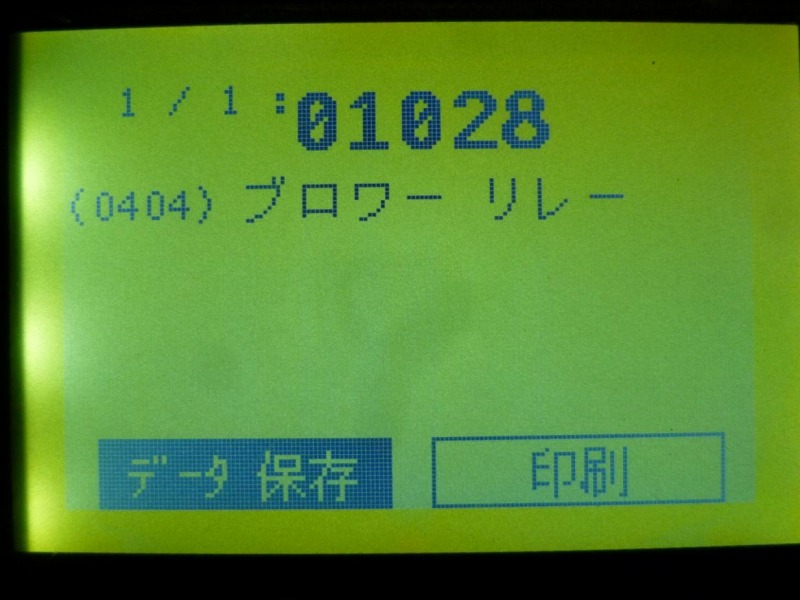 1 / 1 :01028
(0404) ブロワー リレー
データ 保存 印刷